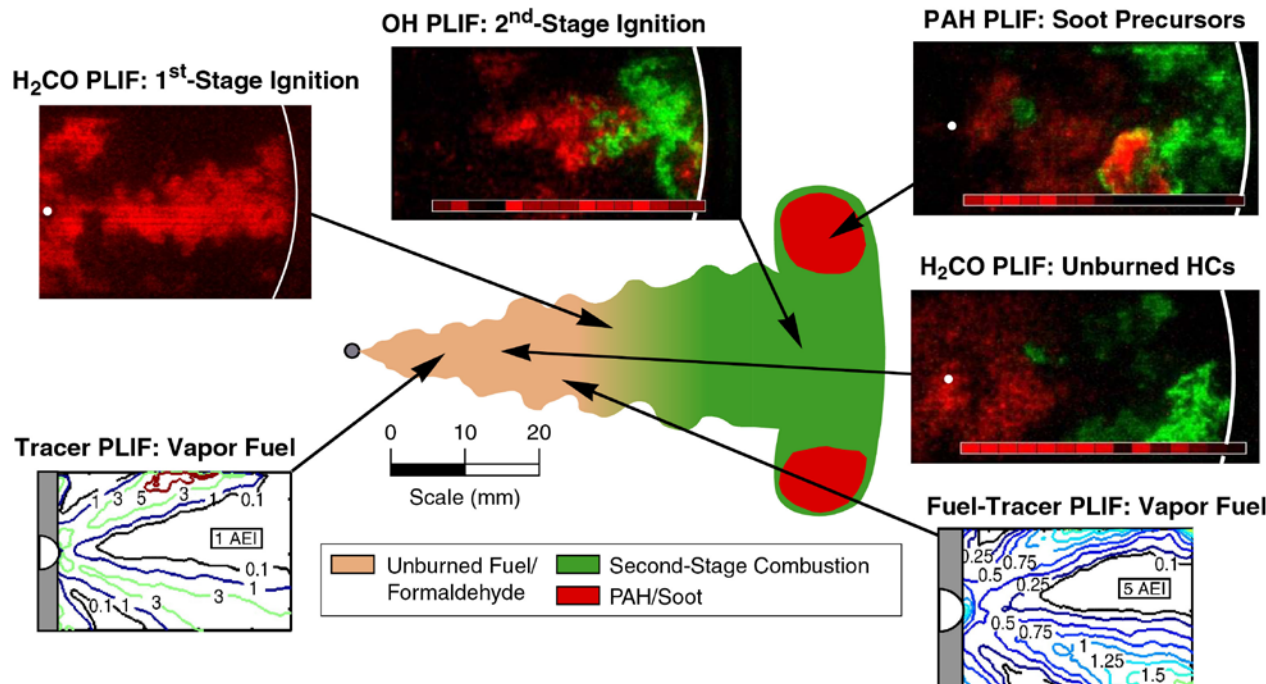 OH PLIF: 2nd-Stage Ignition
PAH PLIF: Soot Precursors
H2CO PLIF: 1st-Stage Ignition
H2CO PLIF: Unburned HCs
Tracer PLIF: Vapor Fuel
1 3 5 3 1 0.1
1 AEI
0.1
1
0.1 1 3 3
0 10 20
Scale (mm)
Unburned Fuel/
Formaldehyde
Second-Stage Combustion
PAH/Soot
Fuel-Tracer PLIF: Vapor Fuel
0.25 0.75 0.1
0.5 0.25
5 AEI
0.5
0.75 1
1.25
1.5